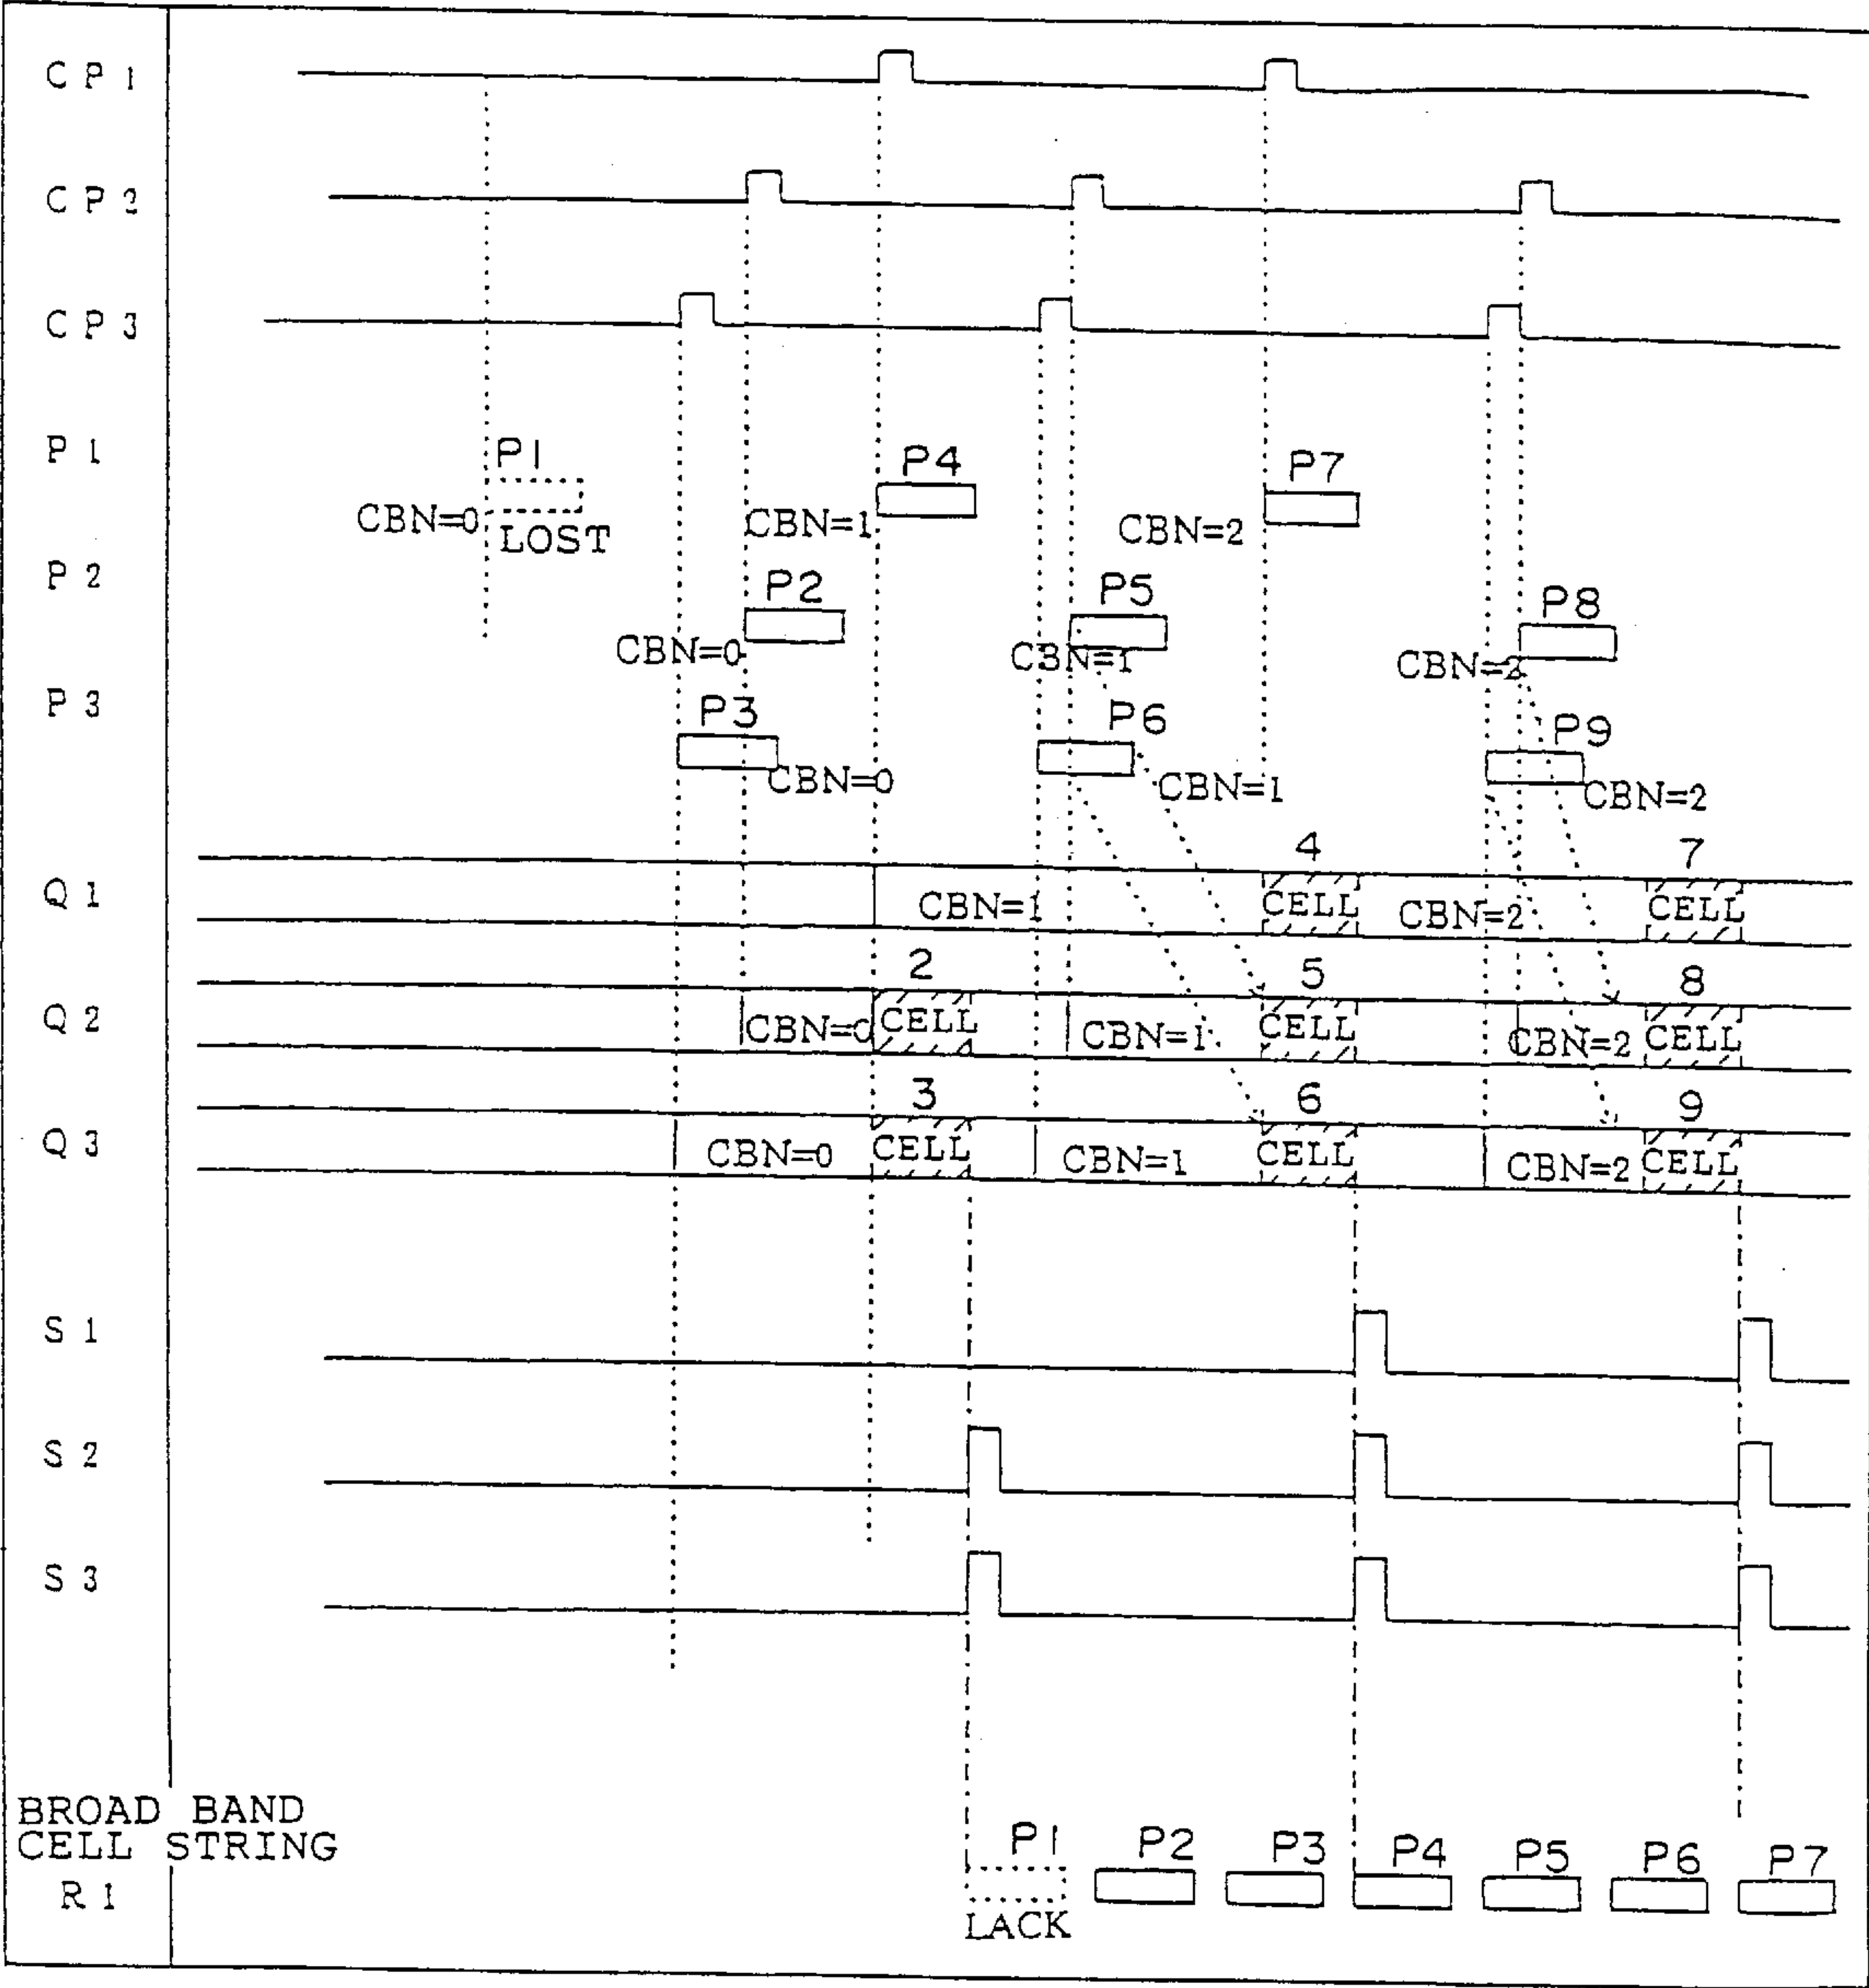 CP1
CP2
CP3
P1
P1
P4
P7
CBN=0
LOST
CBN=1
CBN=2
P2
P2
P5
P8
CBN=0
CBN=1
CBN=2
P3
P3
P6
P9
CBN=0
CBN=1
CBN=2
4
7
Q1
CBN=1
CELL
CBN=2
CELL
2
5
8
Q2
CBN=0
CELL
CBN=1
CELL
CBN=2
CELL
3
6
9
Q3
CBN=0
CELL
CBN=1
CELL
CBN=2
CELL
S1
S2
S3
BROAD BAND
CELL STRING
R1
P1
P2
P3
P4
P5
P6
P7
LACK